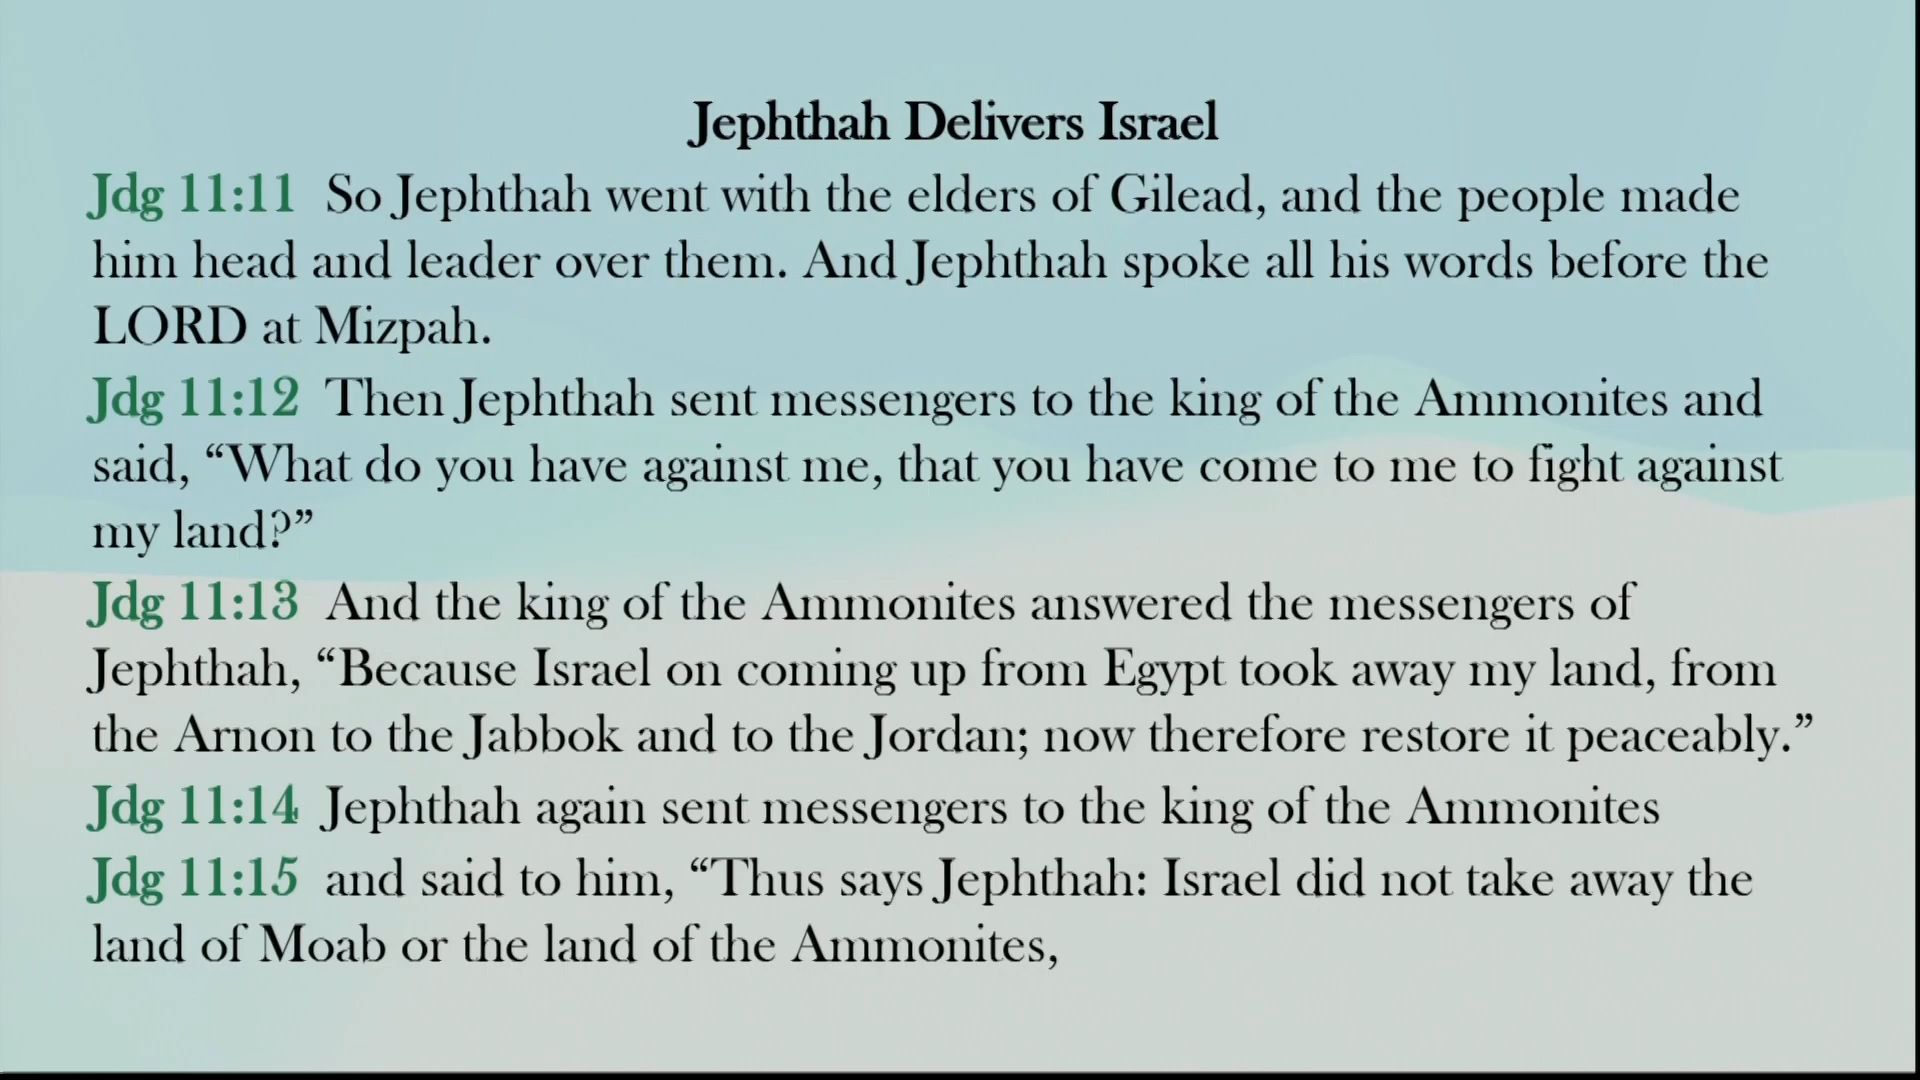 Jephthah Delivers Israel
Jdg 11:11 So Jephthah went with the elders of Gilead, and the people made
him head and leader over them. And Jephthah spoke all his words before the
LORD at Mizpah.
Jdg 11:12 Then Jephthah sent messengers to the king of the Ammonites and
said, “What do you have against me, that you have come to me to fight against
my land?”
Jdg 11:13 And the king of the Ammonites answered the messengers of
Jephthah, “Because Israel on coming up from Egypt took away my land, from
the Arnon to the Jabbok and to the Jordan; now therefore restore it peaceably.”
Jdg 11:14 Jephthah again sent messengers to the king of the Ammonites
Jdg 11:15 and said to him, “Thus says Jephthah: Israel did not take away the
land of Moab or the land of the Ammonites,